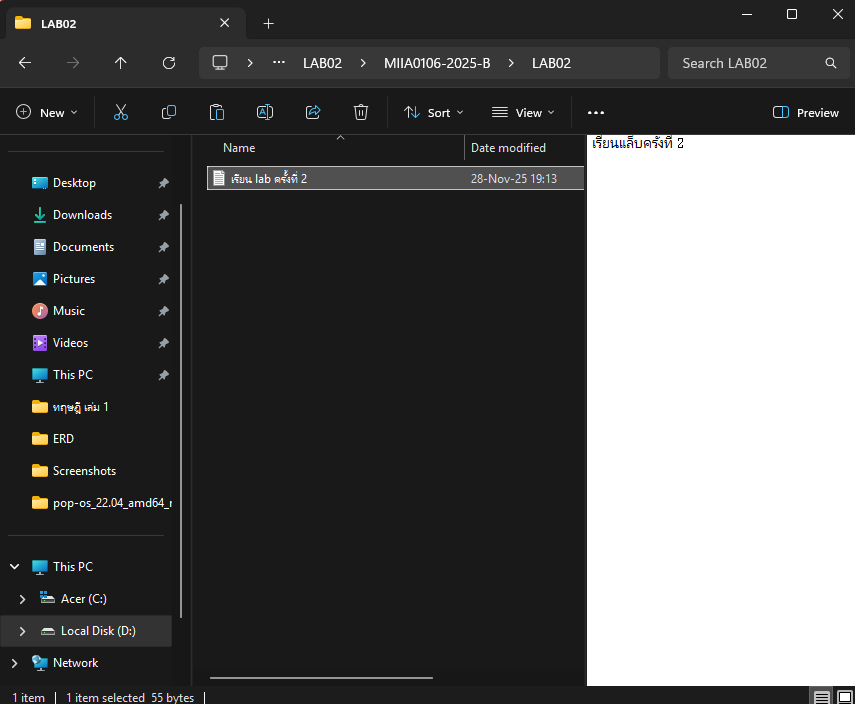 LAB02
LAB02 MIIA0106-2025-B LAB02
Search LAB02
New
Sort
View
Preview
Name
Date modified
เรียนแล็บครั้งที่ 2
Desktop
เรียน lab ครั้งที่ 2
28-Nov-25 19:13
Downloads
Documents
Pictures
Music
Videos
This PC
ทฤษฎี เล่ม 1
ERD
Screenshots
pop-os_22.04_amd64_
This PC
Acer (C:)
Local Disk (D:)
Network
1 item
1 item selected 55 bytes